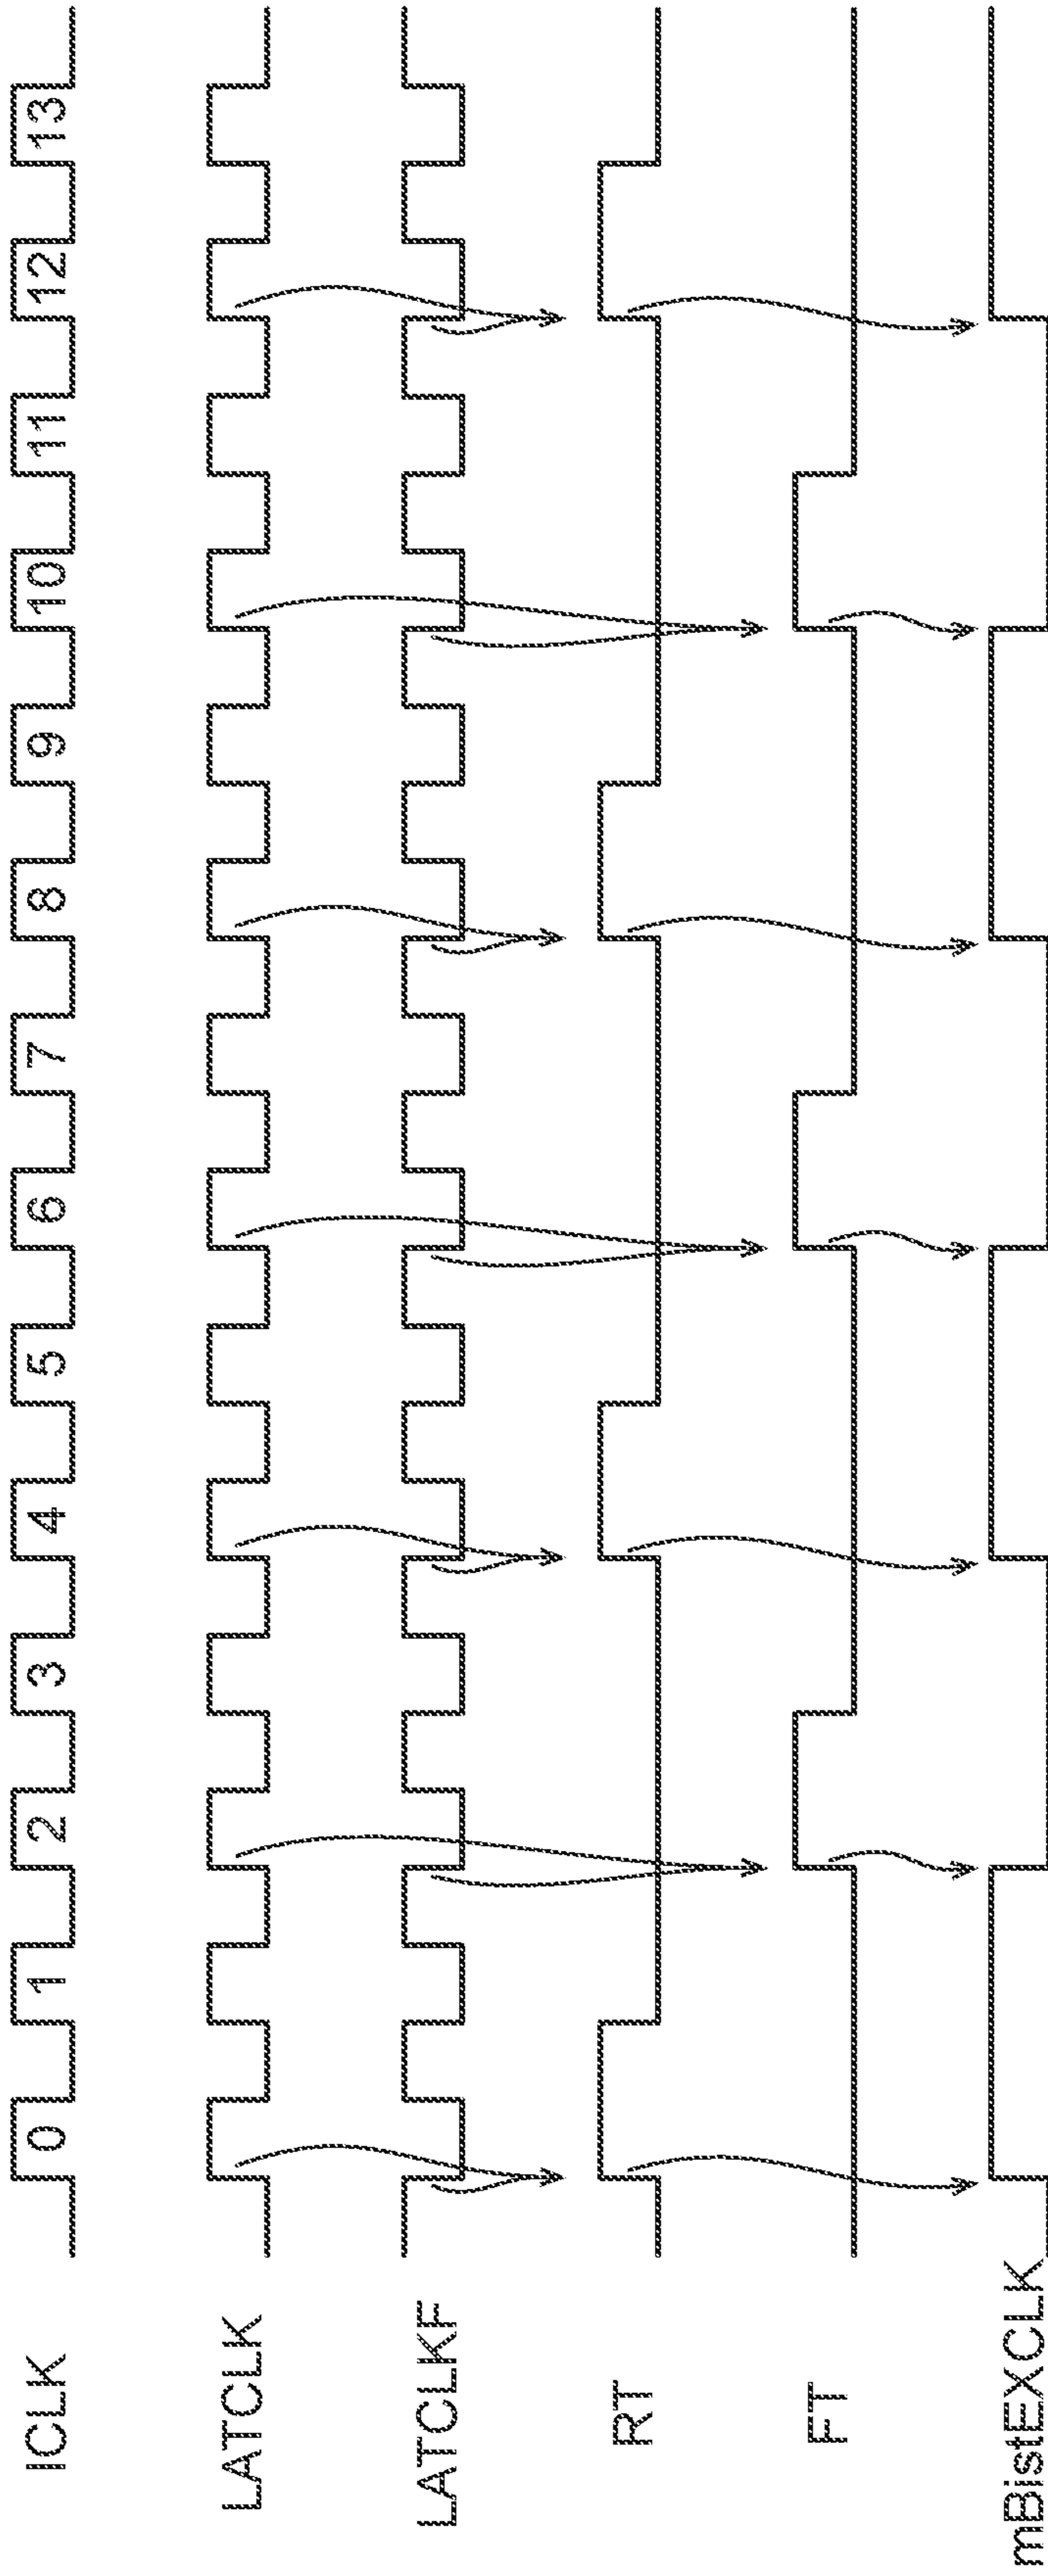 ICLK 0 1 2 3 4 5 6 7 8 9 10 11 12 13
LATCLK
LATCLKF
RT
FT
mBistEXCLK